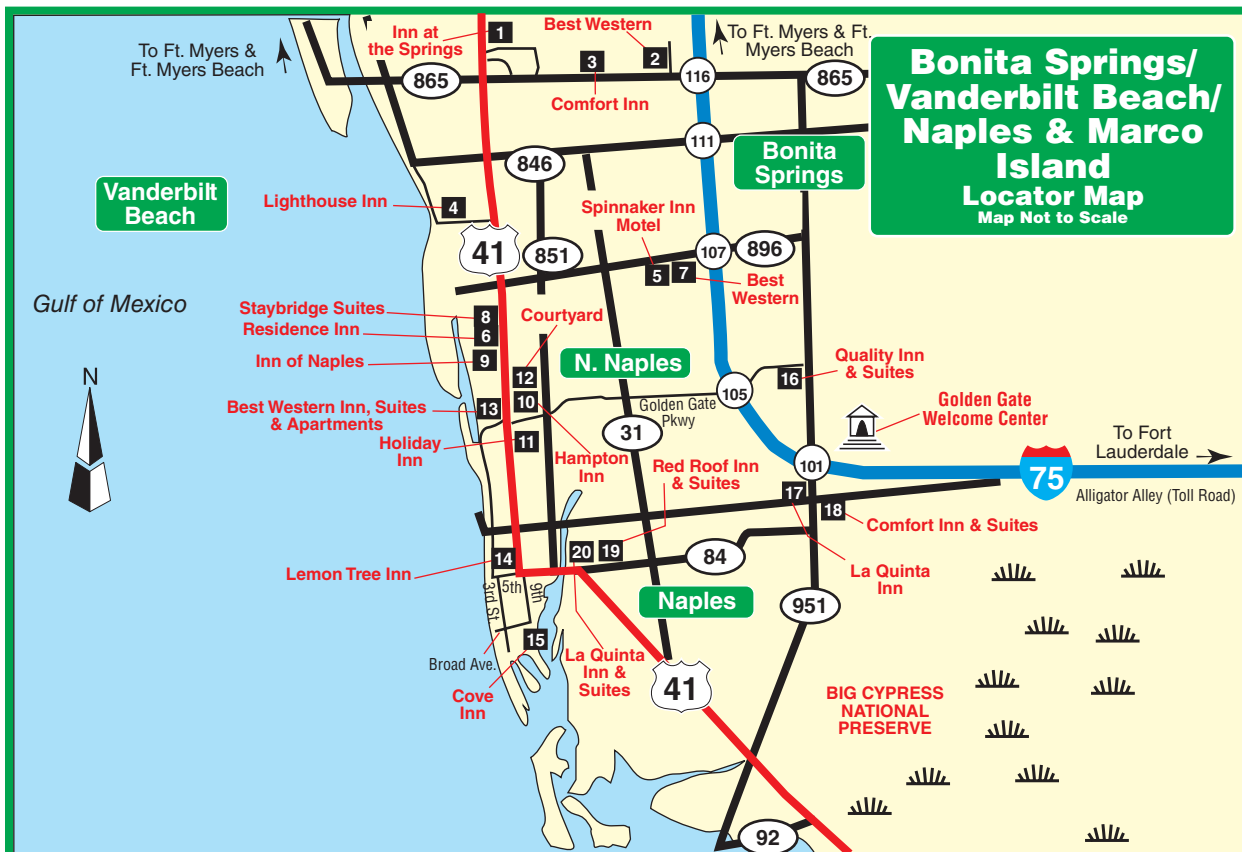 Bonita Springs/
Vanderbilt Beach/
Naples & Marco
Island
Locator Map
Map Not to Scale
To Ft. Myers &
Ft. Myers Beach
Inn at
the Springs
1
Best Western
2
3
Comfort Inn
To Ft. Myers & Ft.
Myers Beach
865
116
865
111
846
Bonita
Springs
Vanderbilt
Beach
Lighthouse Inn
4
Spinnaker Inn
Motel
41
851
107
896
5
7
Best
Western
Gulf of Mexico
Staybridge Suites
8
Residence Inn
6
Inn of Naples
9
Courtyard
12
N. Naples
Quality Inn
& Suites
16
105
Golden Gate
Pkwy
Best Western Inn, Suites
& Apartments
13
10
Holiday
Inn
11
Hampton
Inn
31
Golden Gate
Welcome Center
N
Red Roof Inn
& Suites
101
To Fort
Lauderdale
75
Alligator Alley (Toll Road)
17
18
Comfort Inn & Suites
La Quinta
Inn
Lemon Tree Inn
14
20
19
84
5th
3rd St.
9th
Naples
951
15
Broad Ave.
Cove
Inn
La Quinta
Inn &
Suites
41
BIG CYPRESS
NATIONAL
PRESERVE
92